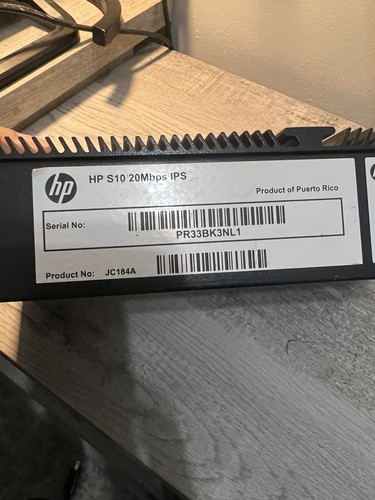 hp
HP S10 20Mbps IPS
Product of Puerto Rico
Serial No:
PR33BK3NL1
Product No: JC184A